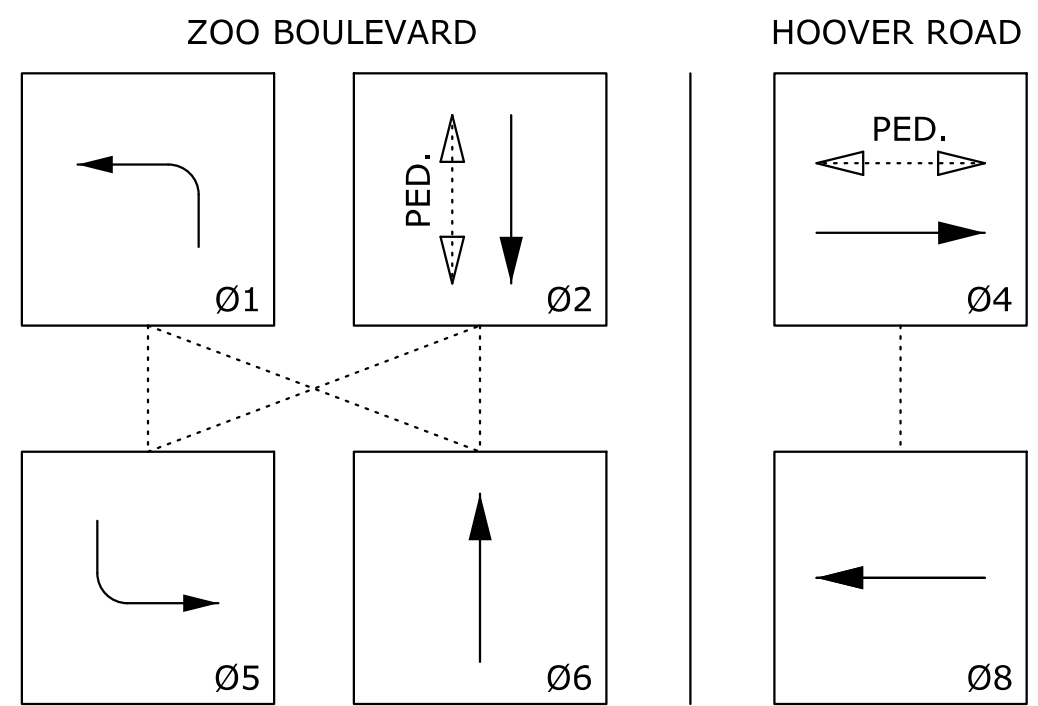 ZOO BOULEVARD
HOOVER ROAD
Ø1
PED.
Ø2
PED.
Ø4
Ø5
Ø6
Ø8